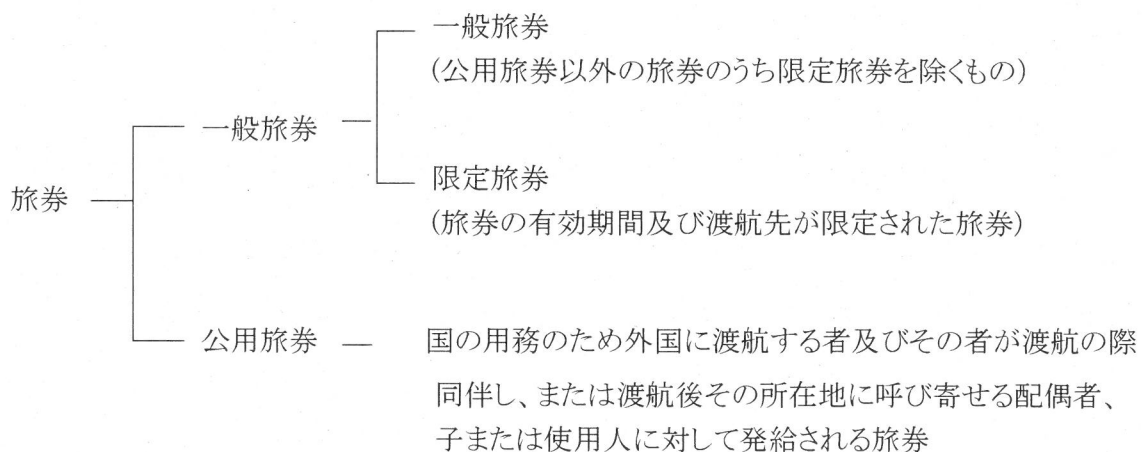 一般旅券
(公用旅券以外の旅券のうち限定旅券を除くもの)
一般旅券
限定旅券
旅券
(旅券の有効期間及び渡航先が限定された旅券)
公用旅券
国の用務のため外国に渡航する者及びその者が渡航の際
同伴し、または渡航後その所在地に呼び寄せる配偶者、
子または使用人に対して発給される旅券